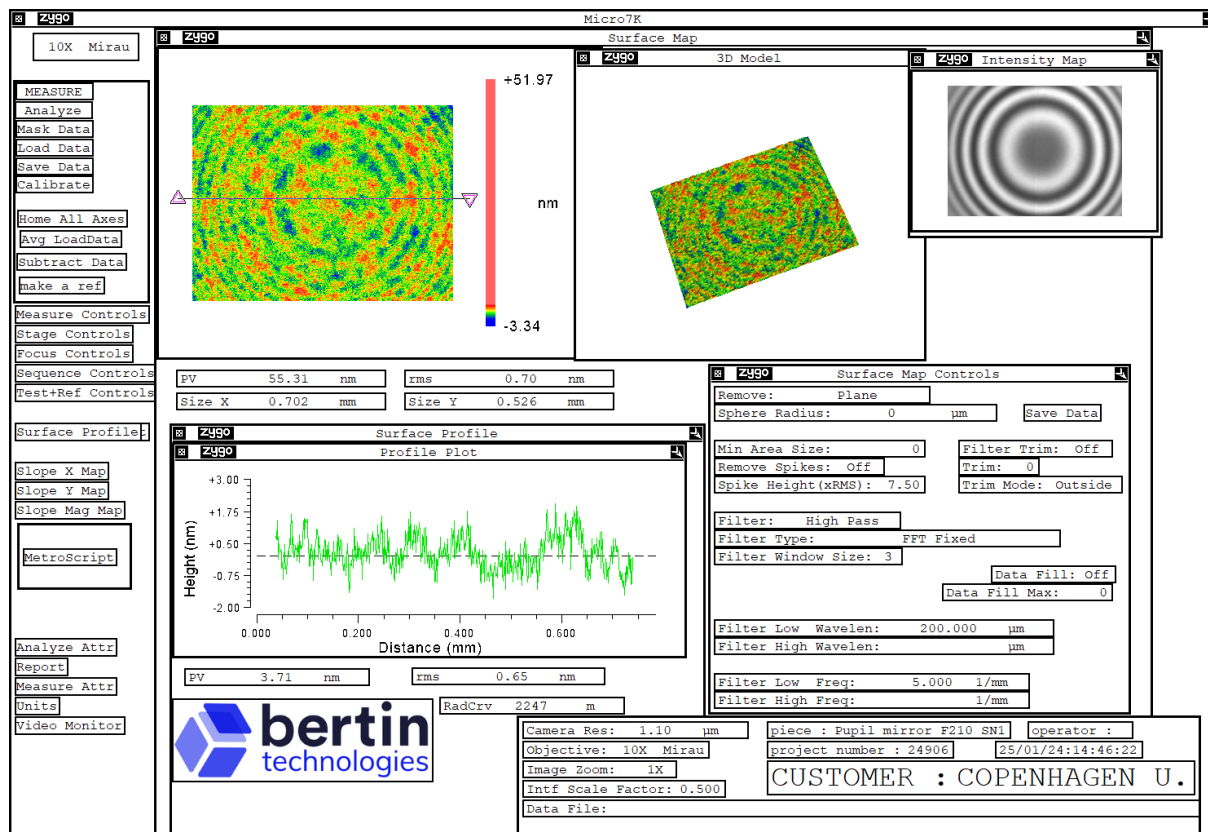 zygo Micro7K
10X Mirau
MEASURE
Analyze
Mask Data
Load Data
Save Data
Calibrate
Home All Axes
Avg LoadData
Subtract Data
make a ref
Measure Controls
Stage Controls
Focus Controls
Sequence Controls
Test+Ref Controls
Surface Profile
Slope X Map
Slope Y Map
Slope Mag Map
MetroScript
Analyze Attr
Report
Measure Attr
Units
Video Monitor
zygo Surface Map
+51.97
nm
-3.34
zygo 3D Model
zygo Intensity Map
PV 55.31 nm
rms 0.70 nm
Size X 0.702 mm
Size Y 0.526 mm
zygo Surface Profile
zygo Profile Plot
Height (nm)
+3.00
+1.75
+0.50
-0.75
-2.00
0.000 0.200 0.400 0.600
Distance (mm)
PV 3.71 nm
rms 0.65 nm
RadCrv 2247 m
bertin
technologies
zygo Surface Map Controls
Remove: Plane
Sphere Radius: 0 µm
Save Data
Min Area Size: 0
Filter Trim: Off
Remove Spikes: Off
Trim: 0
Spike Height(xRMS): 7.50
Trim Mode: Outside
Filter: High Pass
Filter Type: FFT Fixed
Filter Window Size: 3
Data Fill: Off
Data Fill Max: 0
Filter Low Wavelen: 200.000 µm
Filter High Wavelen: µm
Filter Low Freq: 5.000 1/mm
Filter High Freq: 1/mm
Camera Res: 1.10 µm
Objective: 10X Mirau
Image Zoom: 1X
Intf Scale Factor: 0.500
Data File:
piece : Pupil mirror F210 SN1
operator :
project number : 24906
25/01/24:14:46:22
CUSTOMER : COPENHAGEN U.